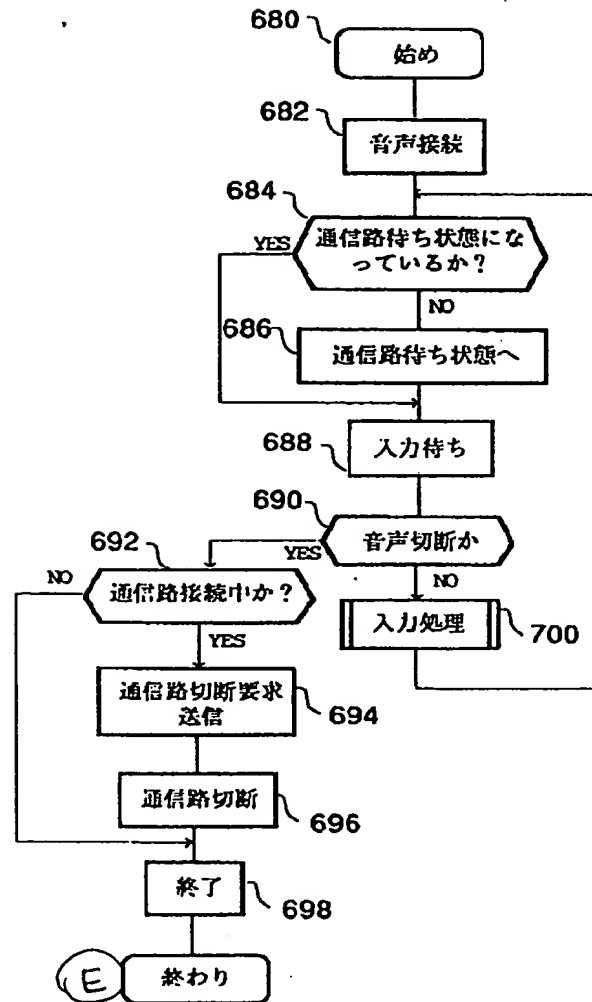 680
始め
682
音声接続
684
通信路待ち状態にな
っているか?
YES
NO
686
通信路待ち状態へ
入力待ち
688
690
音声切断か
YES
NO
692
通信路接続中か?
NO
YES
入力処理
700
通信路切断要求
送信
694
通信路切断
696
終了
698
E
終わり